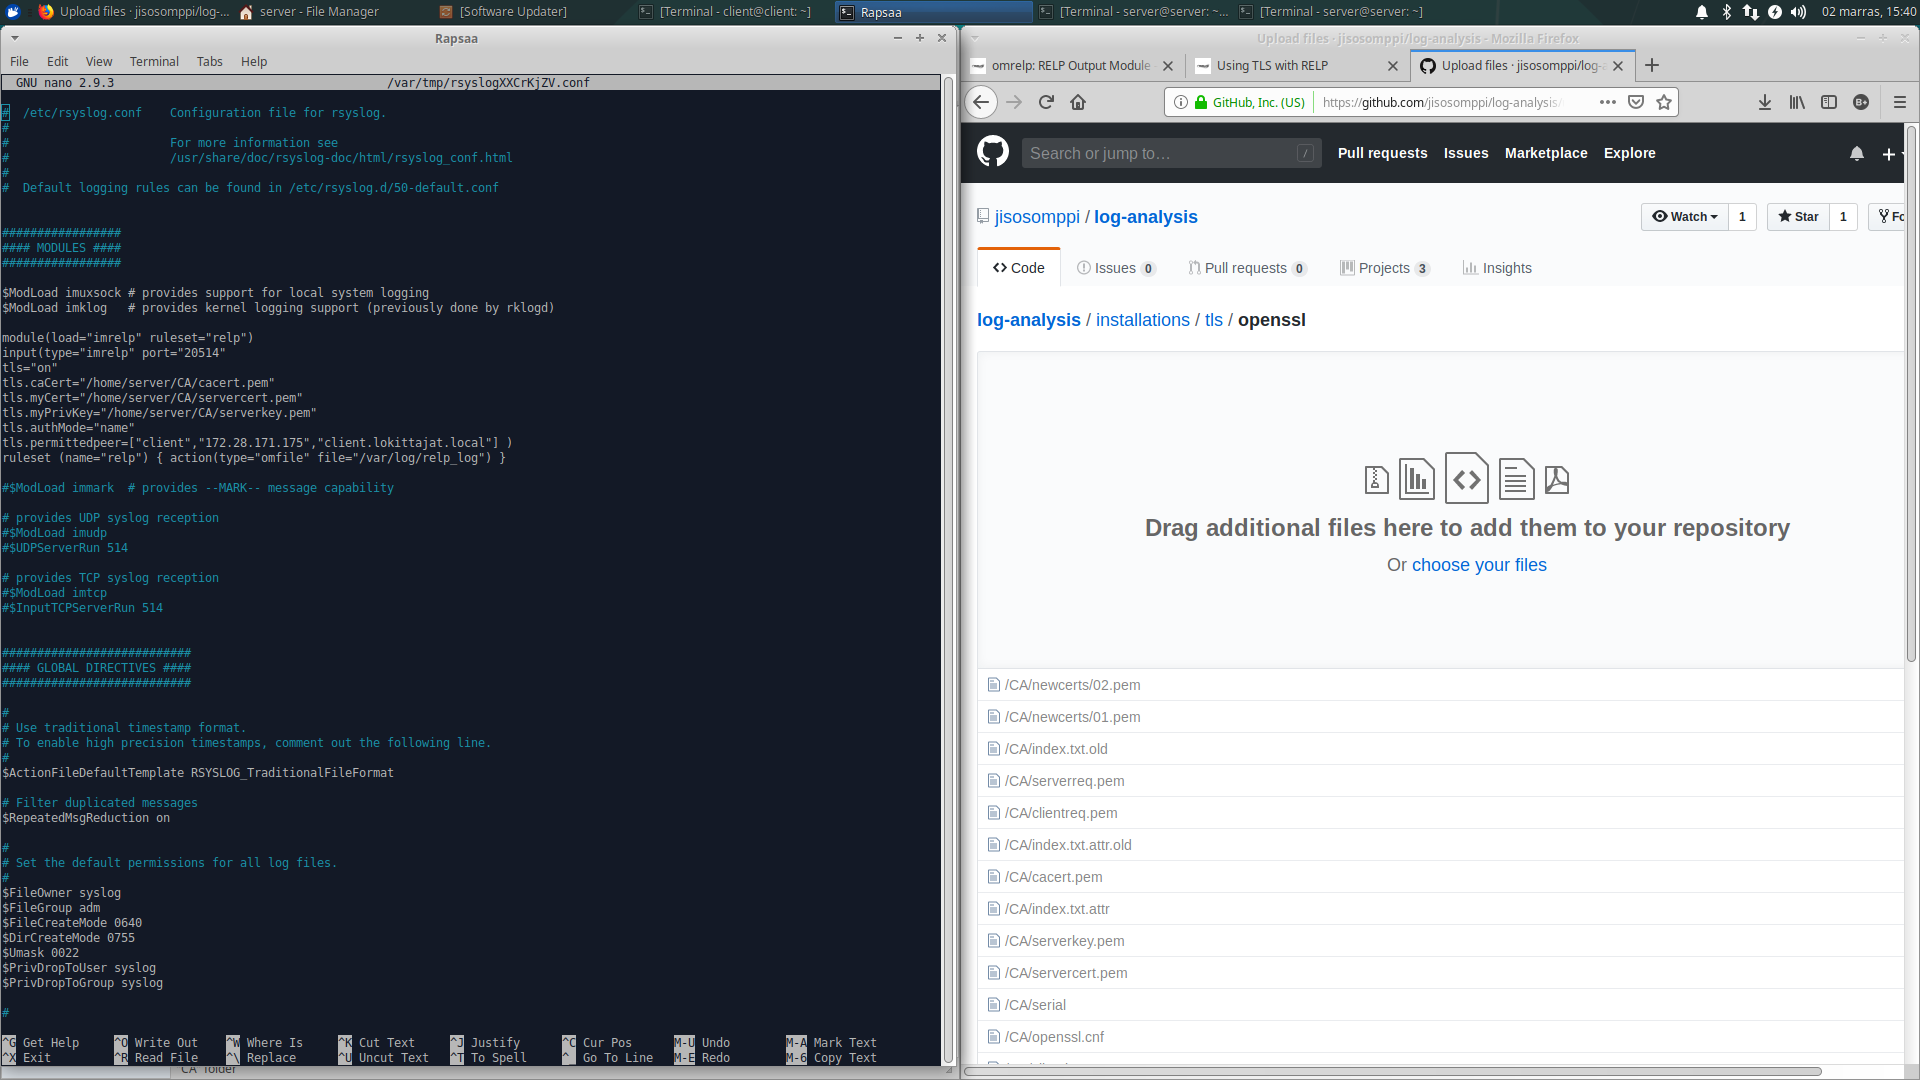 Upload files · jisosomppi/log-...
server - File Manager
[Software Updater]
[Terminal - client@client: ~]
Rapsaa
[Terminal - server@server: ~...
[Terminal - server@server: ~]
02 marras, 15:40
Rapsaa
File Edit View Terminal Tabs Help
GNU nano 2.9.3 /var/tmp/rsyslogXXCrKjZV.conf
# /etc/rsyslog.conf Configuration file for rsyslog.
#
# For more information see
# /usr/share/doc/rsyslog-doc/html/rsyslog_conf.html
#
# Default logging rules can be found in /etc/rsyslog.d/50-default.conf
#################
#### MODULES ####
#################
$ModLoad imuxsock # provides support for local system logging
$ModLoad imklog # provides kernel logging support (previously done by rklogd)
module(load="imrelp" ruleset="relp")
input(type="imrelp" port="20514"
tls="on"
tls.caCert="/home/server/CA/cacert.pem"
tls.myCert="/home/server/CA/servercert.pem"
tls.myPrivKey="/home/server/CA/serverkey.pem"
tls.authMode="name"
tls.permittedpeer=["client","172.28.171.175","client.lokittajat.local"] )
ruleset (name="relp") { action(type="omfile" file="/var/log/relp_log") }
#$ModLoad immark # provides --MARK-- message capability
# provides UDP syslog reception
#$ModLoad imudp
#$UDPServerRun 514
# provides TCP syslog reception
#$ModLoad imtcp
#$InputTCPServerRun 514
###########################
#### GLOBAL DIRECTIVES ####
###########################
#
# Use traditional timestamp format.
# To enable high precision timestamps, comment out the following line.
#
$ActionFileDefaultTemplate RSYSLOG_TraditionalFileFormat
# Filter duplicated messages
$RepeatedMsgReduction on
#
# Set the default permissions for all log files.
#
$FileOwner syslog
$FileGroup adm
$FileCreateMode 0640
$DirCreateMode 0755
$Umask 0022
$PrivDropToUser syslog
$PrivDropToGroup syslog
#
^G Get Help ^O Write Out ^W Where Is ^K Cut Text ^J Justify ^C Cur Pos M-U Undo M-A Mark Text
^X Exit ^R Read File ^\ Replace ^U Uncut Text ^T To Spell ^_ Go To Line M-E Redo M-6 Copy Text
CA folder
Upload files · jisosomppi/log-analysis - Mozilla Firefox
omrelp: RELP Output Module
Using TLS with RELP
Upload files · jisosomppi/log-a
GitHub, Inc. (US)
https://github.com/jisosomppi/log-analysis/
Search or jump to… /
Pull requests Issues Marketplace Explore
jisosomppi / log-analysis
Watch 1
Star 1
Fo
Code
Issues 0
Pull requests 0
Projects 3
Insights
log-analysis / installations / tls / openssl
Drag additional files here to add them to your repository
Or choose your files
/CA/newcerts/02.pem
/CA/newcerts/01.pem
/CA/index.txt.old
/CA/serverreq.pem
/CA/clientreq.pem
/CA/index.txt.attr.old
/CA/cacert.pem
/CA/index.txt.attr
/CA/serverkey.pem
/CA/servercert.pem
/CA/serial
/CA/openssl.cnf